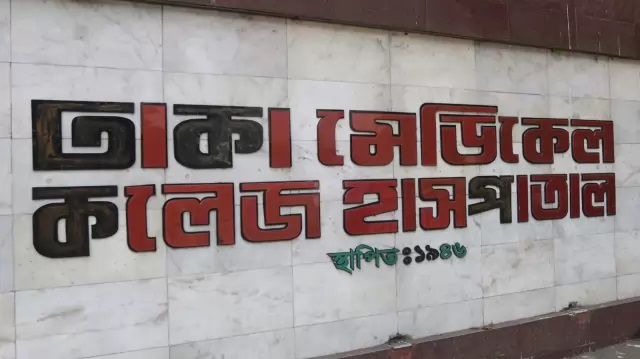 ঢাকা মেডিকেল
কলেজ হাসপাতাল
স্থাপিত : ১৯৪৬